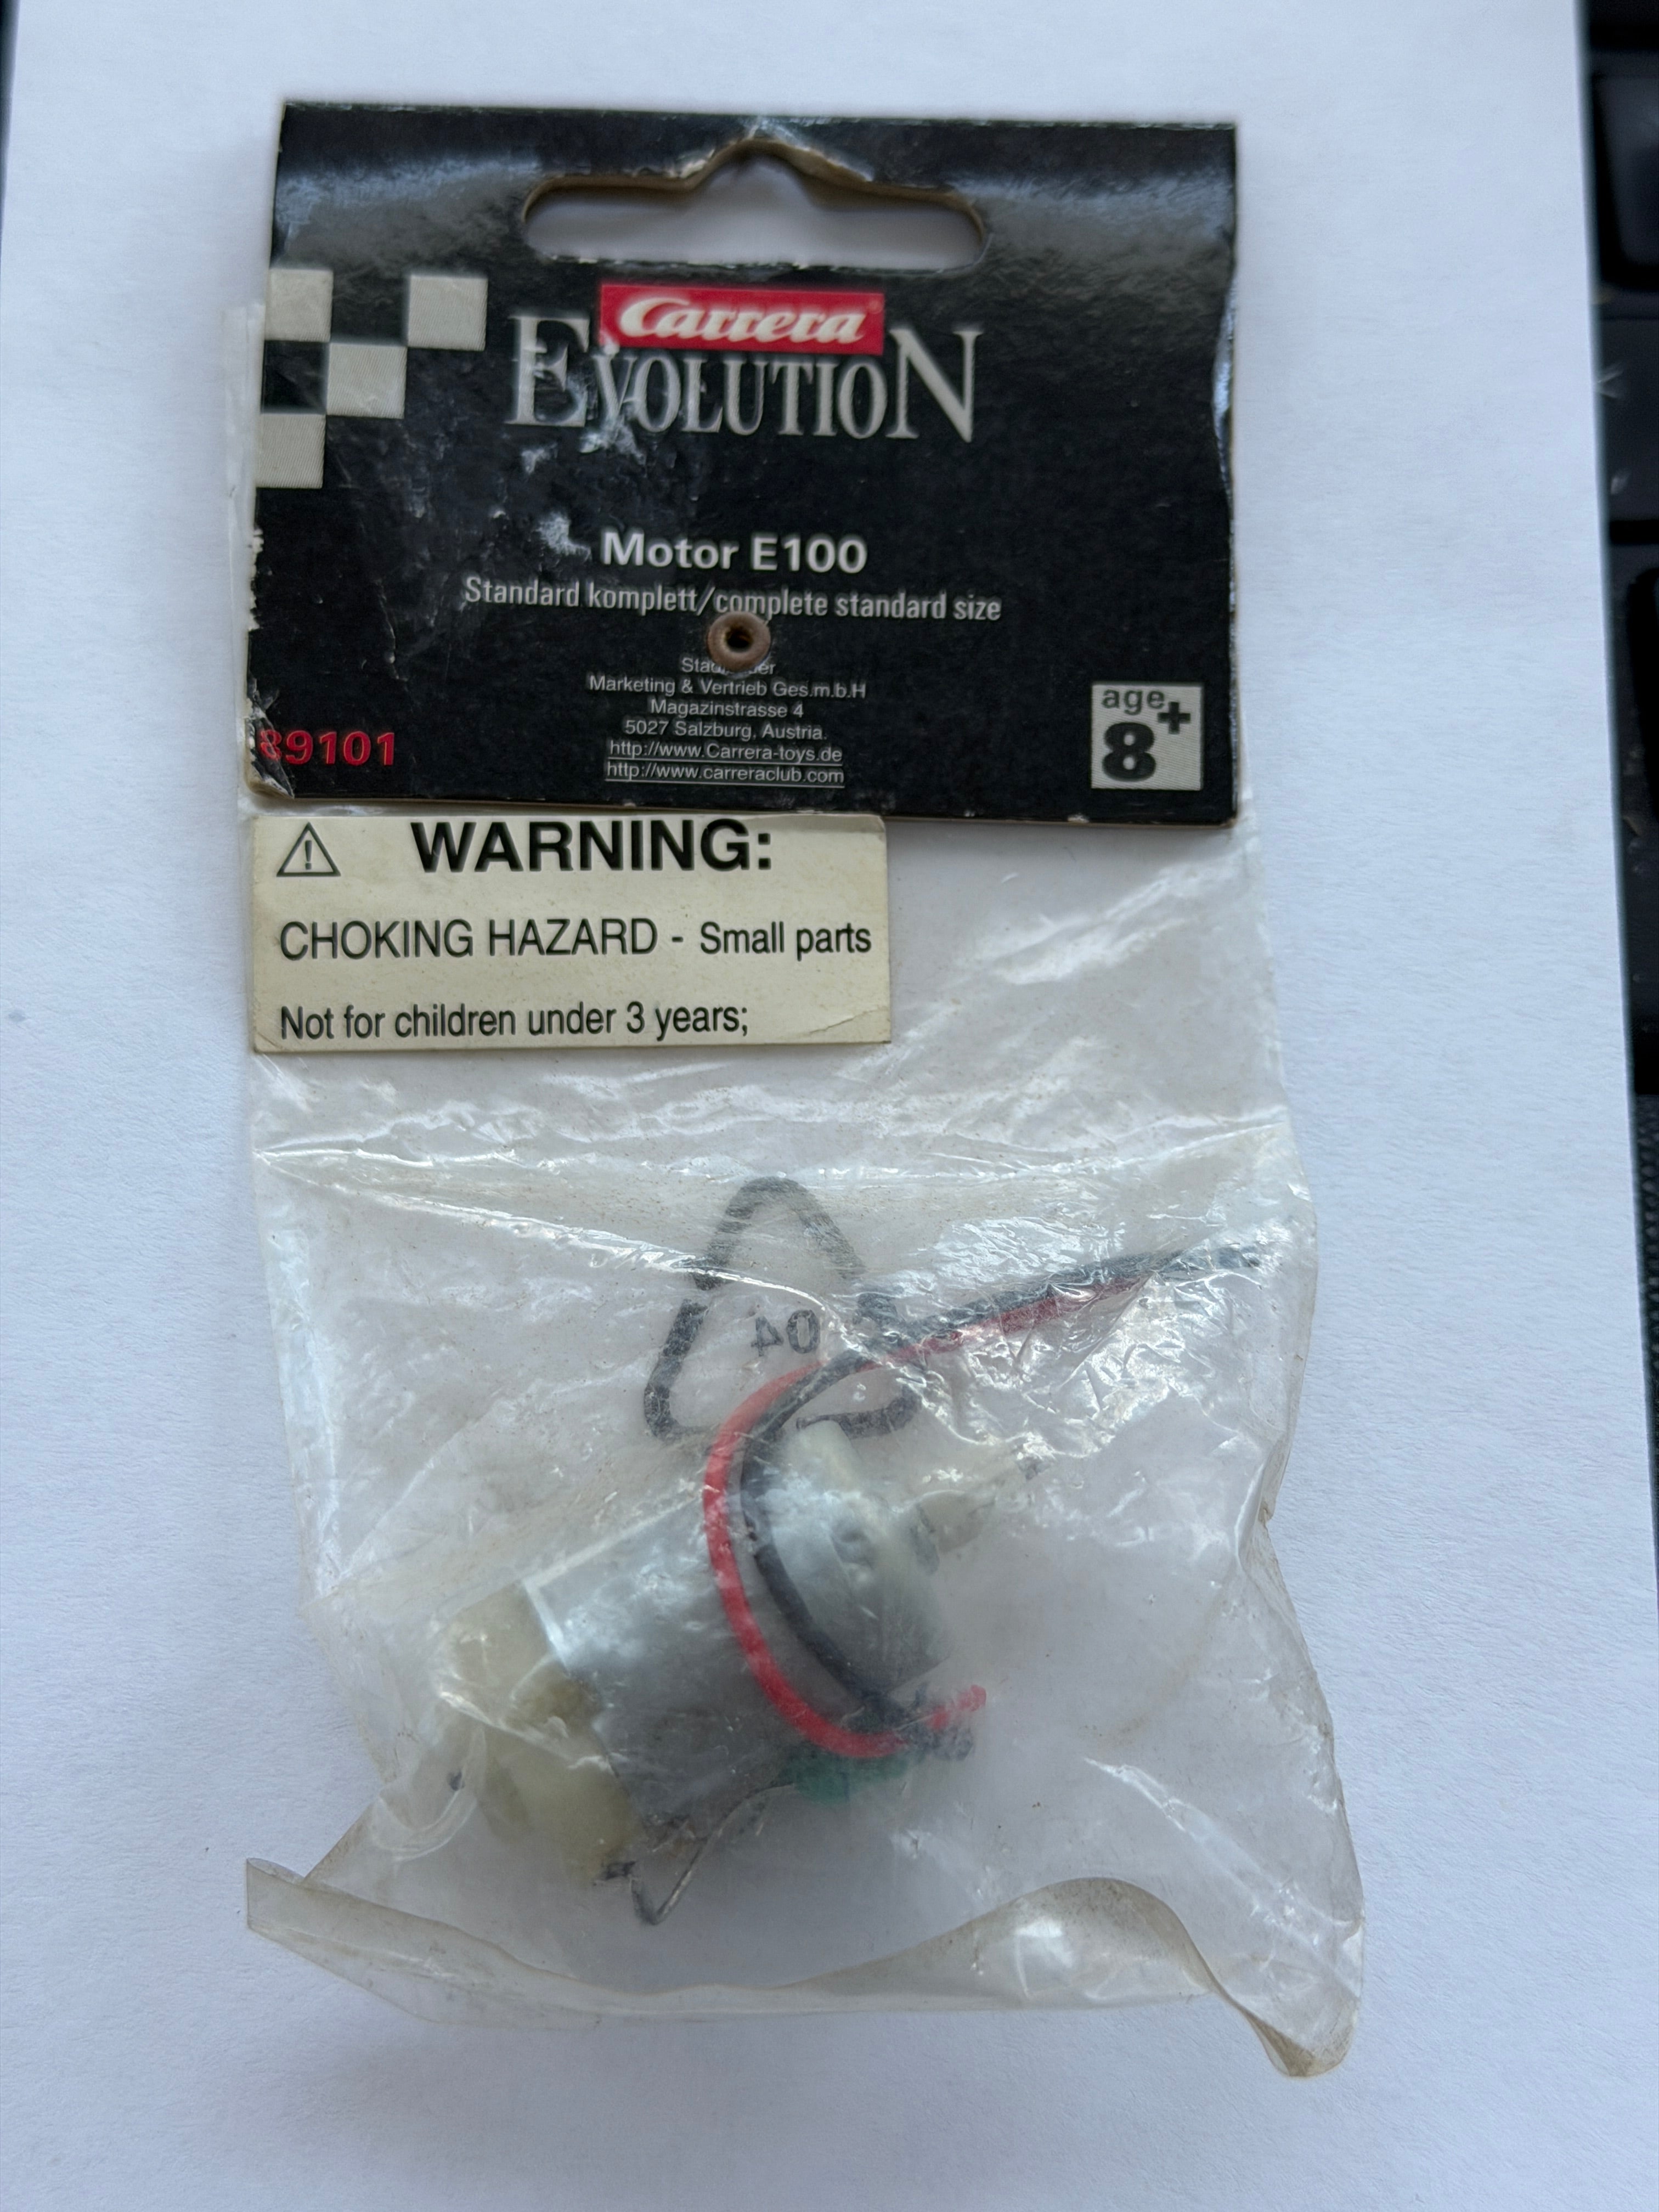 Carrera
EVOLUTION
Motor E100
Standard komplett/complete standard size
Marketing & Vertrieb Ges.m.b.H
Magazinstrasse 4
5027 Salzburg, Austria.
http://www.Carrera-toys.de
http://www.carreraclub.com
89101
age
8+
WARNING:
CHOKING HAZARD - Small parts
Not for children under 3 years;
04